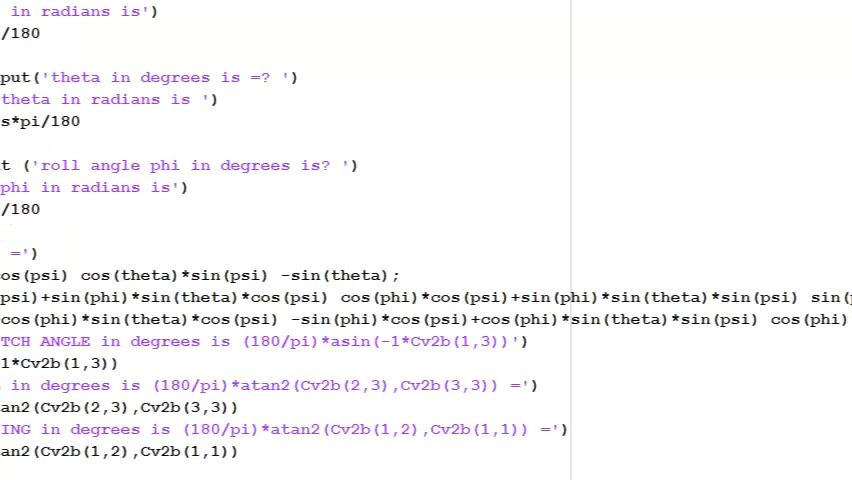 in radians is')
/180
put('theta in degrees is =? ')
theta in radians is ')
s*pi/180
t ('roll angle phi in degrees is? ')
phi in radians is')
/180
=')
os(psi) cos(theta)*sin(psi) -sin(theta);
psi)+sin(phi)*sin(theta)*cos(psi) cos(phi)*cos(psi)+sin(phi)*sin(theta)*sin(psi) sin(p
cos(phi)*sin(theta)*cos(psi) -sin(phi)*cos(psi)+cos(phi)*sin(theta)*sin(psi) cos(phi)
TCH ANGLE in degrees is (180/pi)*asin(-1*Cv2b(1,3))')
1*Cv2b(1,3))
in degrees is (180/pi)*atan2(Cv2b(2,3),Cv2b(3,3)) =')
an2(Cv2b(2,3),Cv2b(3,3))
ING in degrees is (180/pi)*atan2(Cv2b(1,2),Cv2b(1,1)) =')
an2(Cv2b(1,2),Cv2b(1,1))